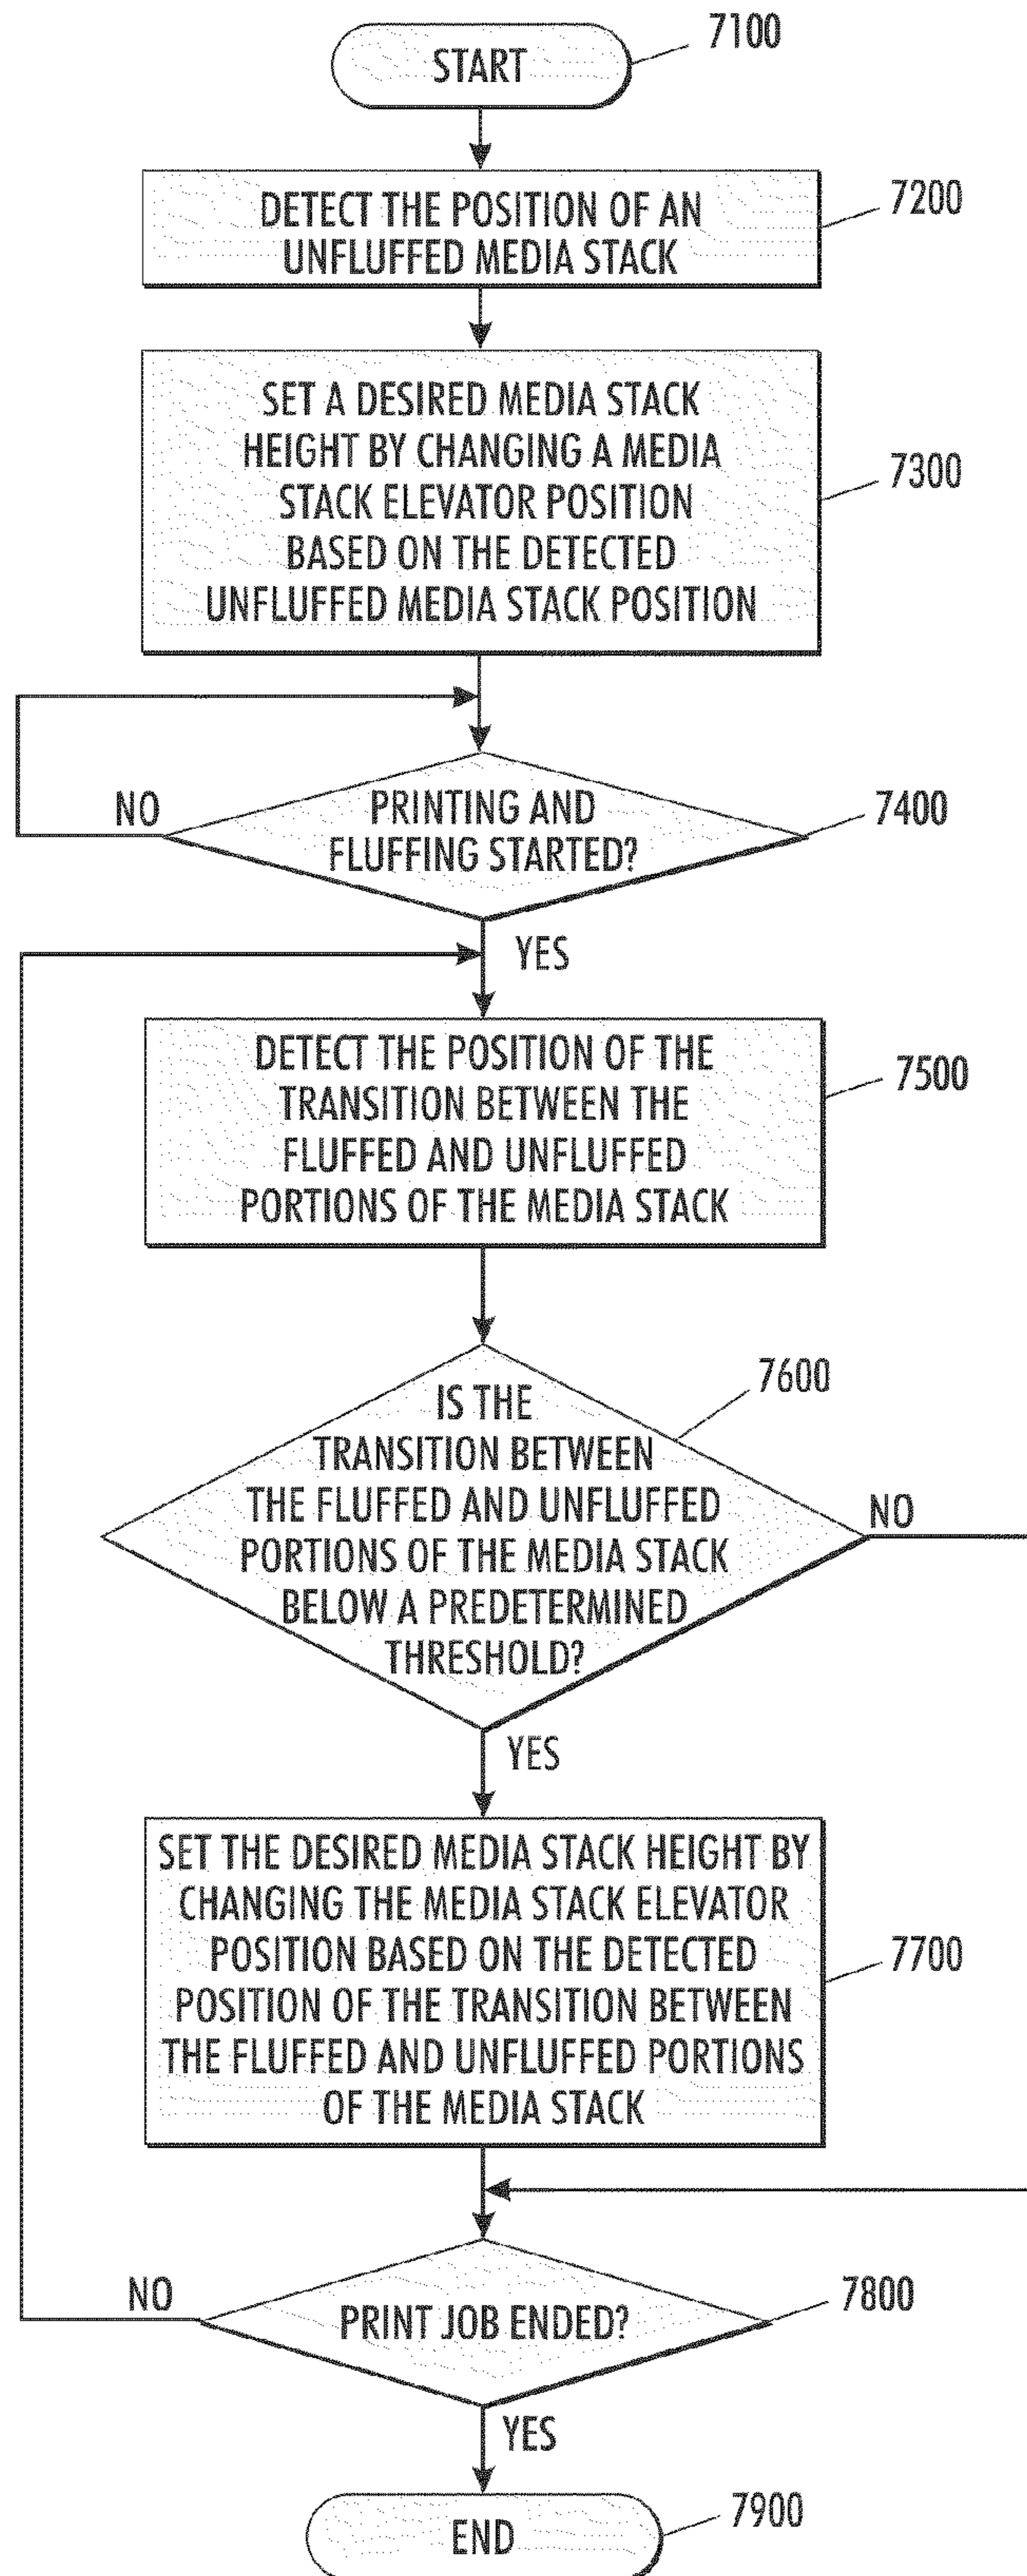 START
7100
DETECT THE POSITION OF AN
UNFLUFFED MEDIA STACK
7200
SET A DESIRED MEDIA STACK
HEIGHT BY CHANGING A MEDIA
STACK ELEVATOR POSITION
BASED ON THE DETECTED
UNFLUFFED MEDIA STACK POSITION
7300
NO
PRINTING AND
FLUFFING STARTED?
7400
YES
DETECT THE POSITION OF THE
TRANSITION BETWEEN THE
FLUFFED AND UNFLUFFED
PORTIONS OF THE MEDIA STACK
7500
7600
IS THE
TRANSITION BETWEEN
THE FLUFFED AND UNFLUFFED
PORTIONS OF THE MEDIA STACK
BELOW A PREDETERMINED
THRESHOLD?
NO
YES
SET THE DESIRED MEDIA STACK HEIGHT BY
CHANGING THE MEDIA STACK ELEVATOR
POSITION BASED ON THE DETECTED
POSITION OF THE TRANSITION BETWEEN
THE FLUFFED AND UNFLUFFED PORTIONS
OF THE MEDIA STACK
7700
NO
PRINT JOB ENDED?
7800
YES
END
7900